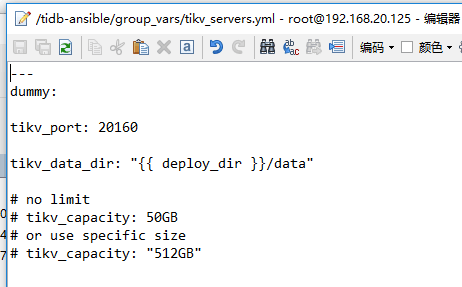 /tidb-ansible/group_vars/tikv_servers.yml - root@192.168.20.125 - 编辑器
编码 颜色
---
dummy:
tikv_port: 20160
tikv_data_dir: "{{ deploy_dir }}/data"
# no limit
# tikv_capacity: 50GB
# or use specific size
# tikv_capacity: "512GB"